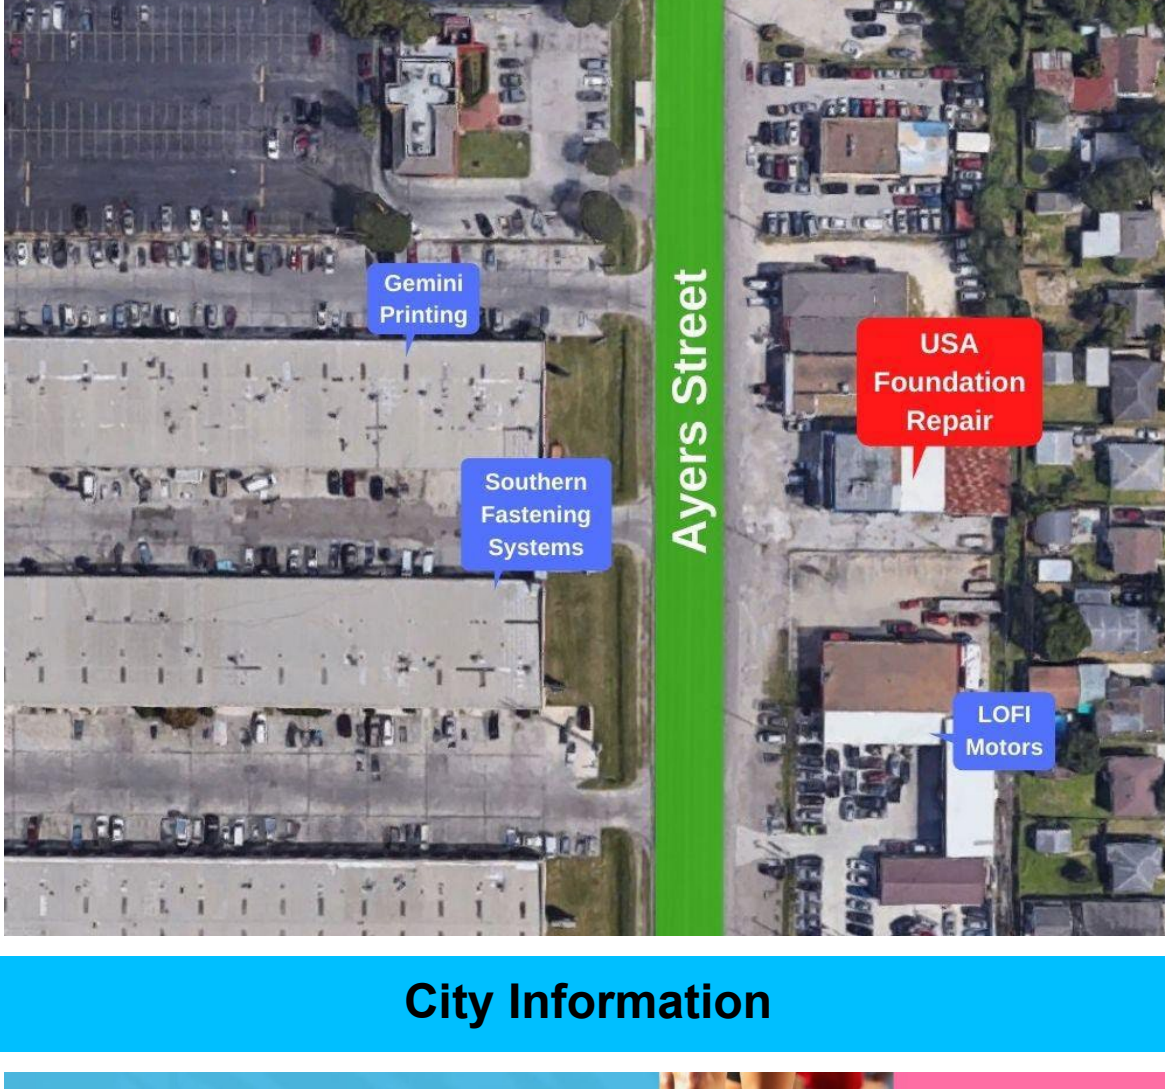 Gemini
Printing
USA
Foundation
Repair
Ayers Street
Southern
Fastening
Systems
LOFI
Motors
City Information